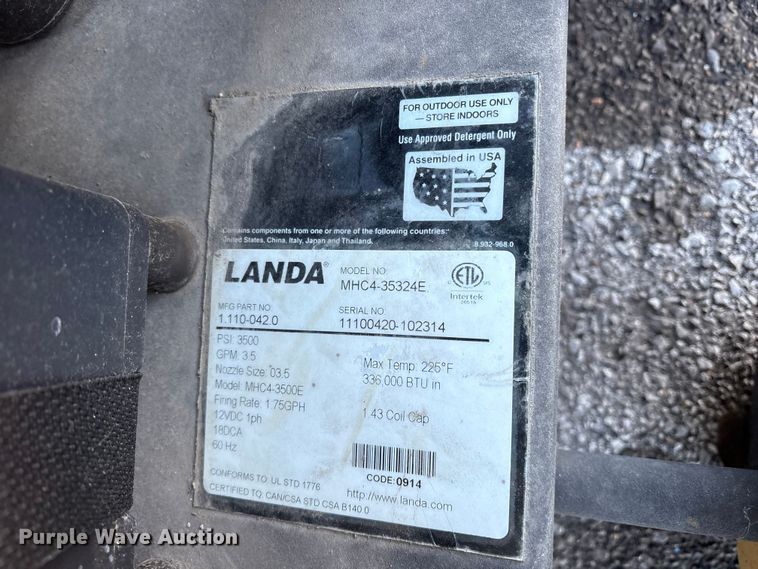 FOR OUTDOOR USE ONLY
— STORE INDOORS
Use Approved Detergent Only
Assembled in USA
Contains components from one or more of the following countries:
United States, China, Italy, Japan and Thailand.
8.932-968.0
LANDA®
MODEL NO.
MHC4-35324E
ETL
C US
Intertek
MFG PART NO
1.110-042.0
SERIAL NO.
11100420-102314
PSI: 3500
GPM: 3.5
Nozzle Size: 03.5
Model: MHC4-3500E
Firing Rate: 1.75GPH
12VDC 1ph
18DCA
60 Hz
Max Temp: 225°F
336,000 BTU in
1.43 Coil Cap
CODE:0914
CONFORMS TO: UL STD 1776
CERTIFIED TO: CAN/CSA STD CSA B140.0
http://www.landa.com
Purple Wave Auction